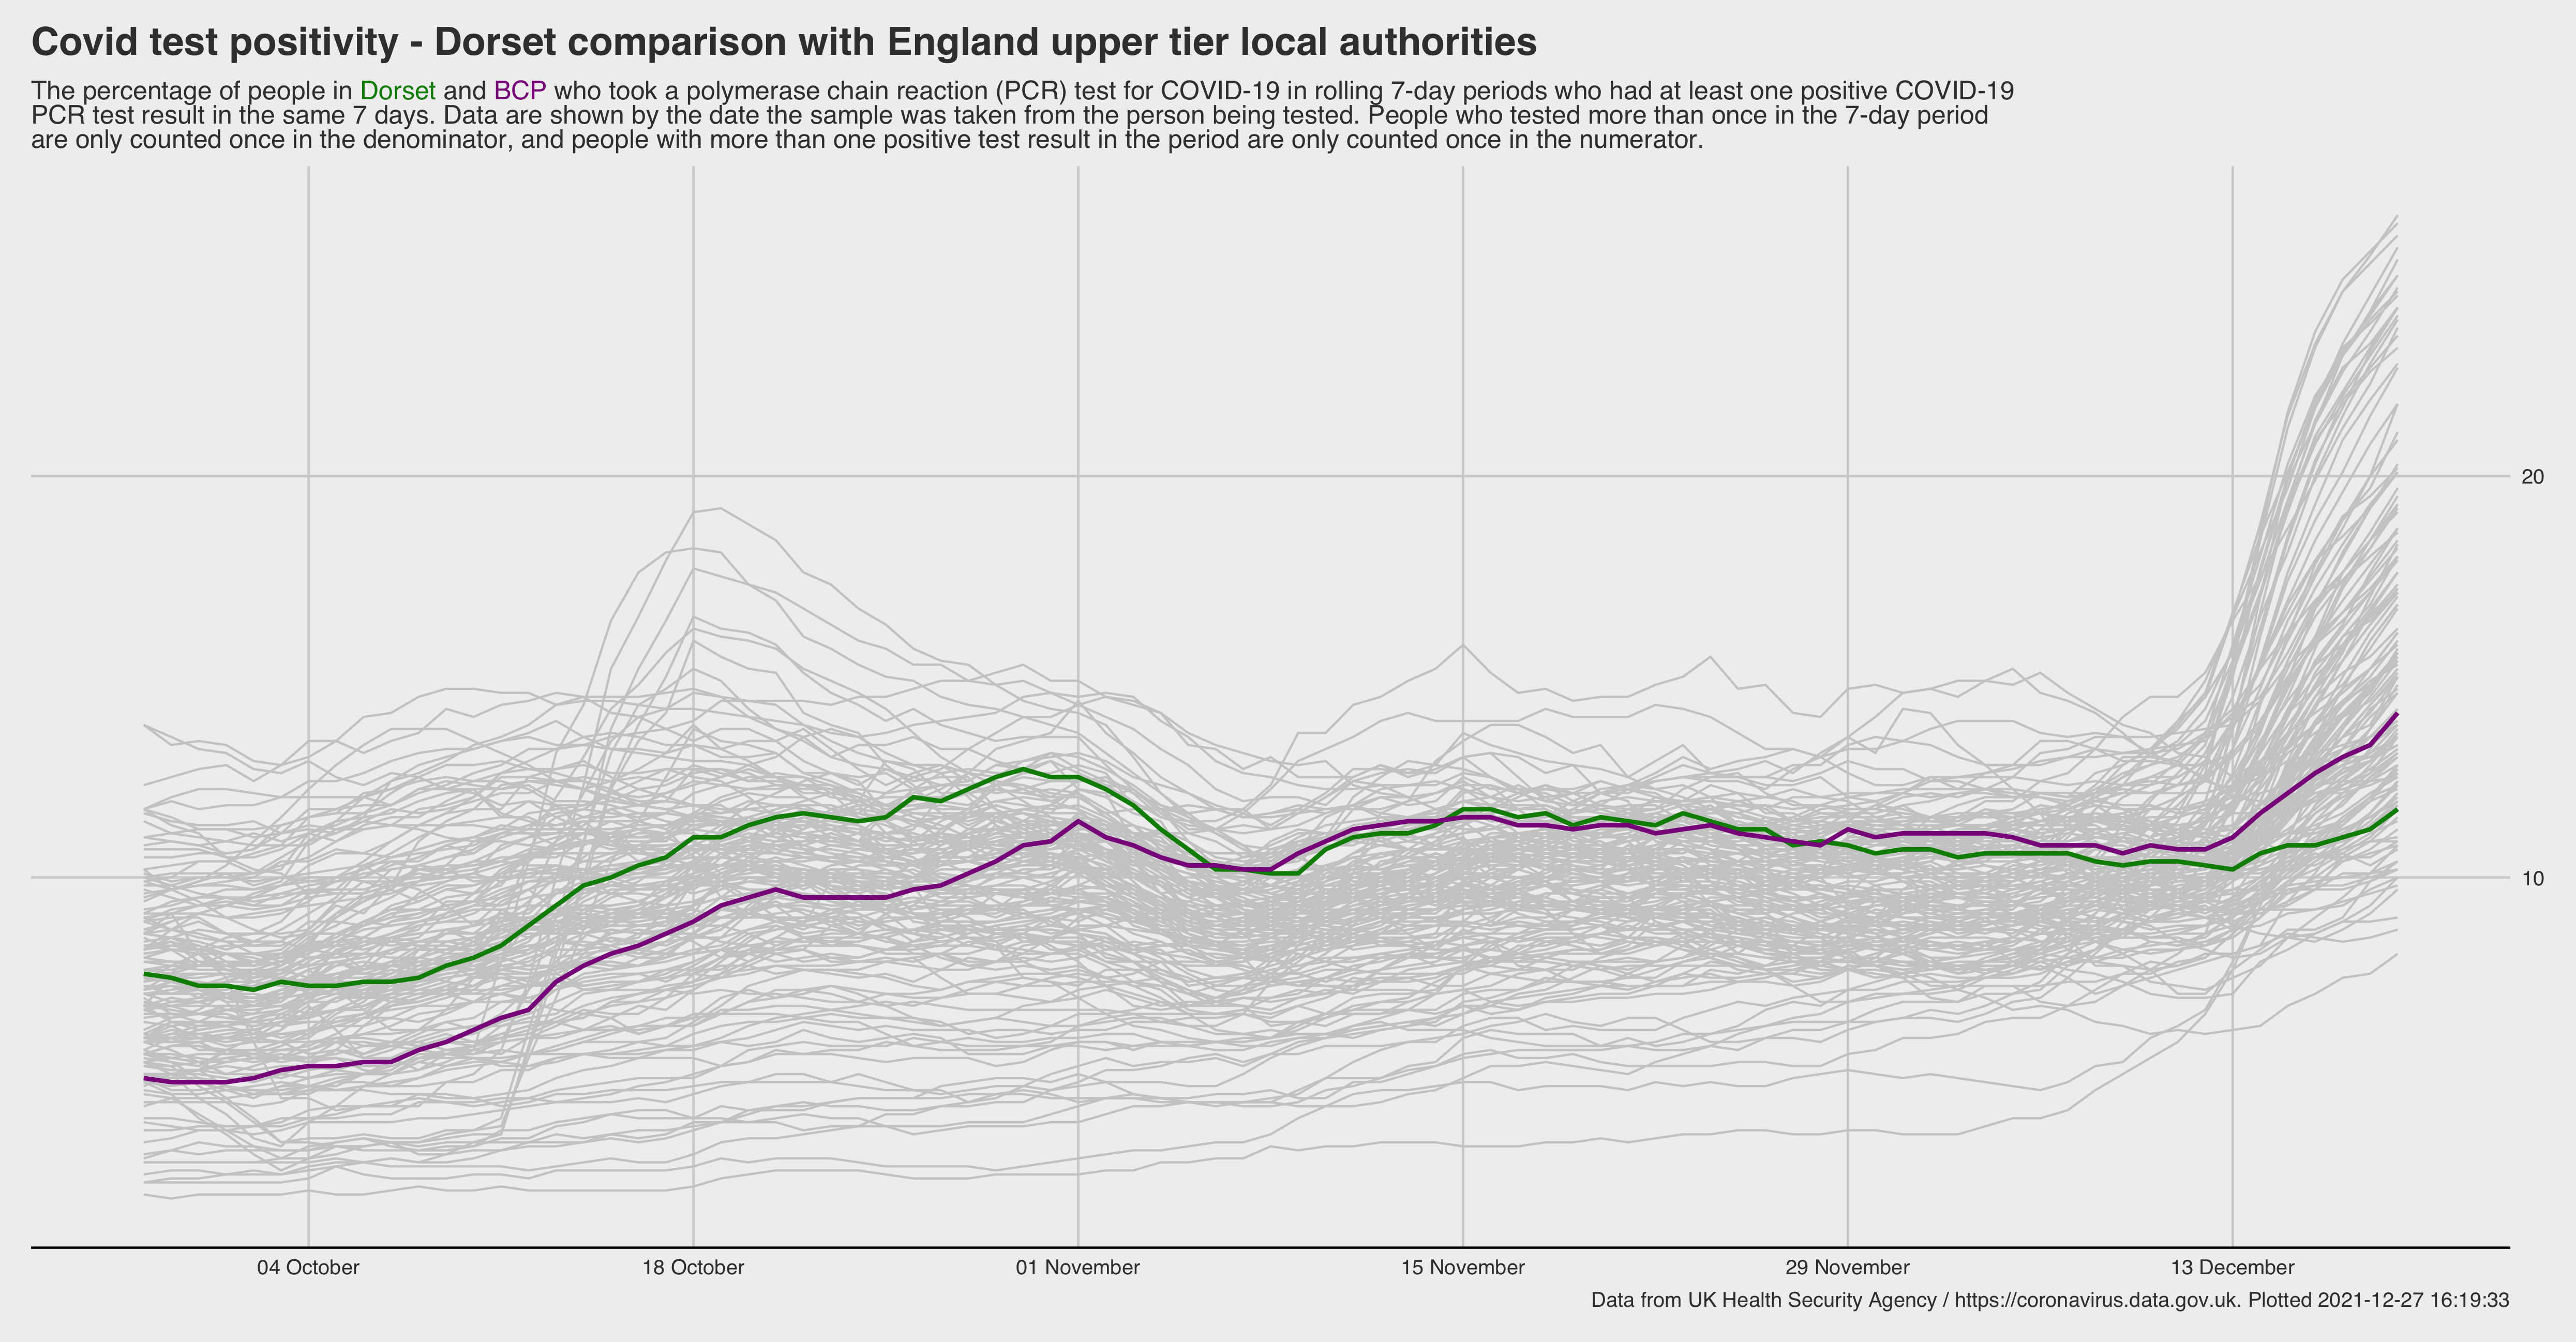 Covid test positivity - Dorset comparison with England upper tier local authorities
The percentage of people in Dorset and BCP who took a polymerase chain reaction (PCR) test for COVID-19 in rolling 7-day periods who had at least one positive COVID-19
PCR test result in the same 7 days. Data are shown by the date the sample was taken from the person being tested. People who tested more than once in the 7-day period
are only counted once in the denominator, and people with more than one positive test result in the period are only counted once in the numerator.
20
10
04 October
18 October
01 November
15 November
29 November
13 December
Data from UK Health Security Agency / https://coronavirus.data.gov.uk. Plotted 2021-12-27 16:19:33